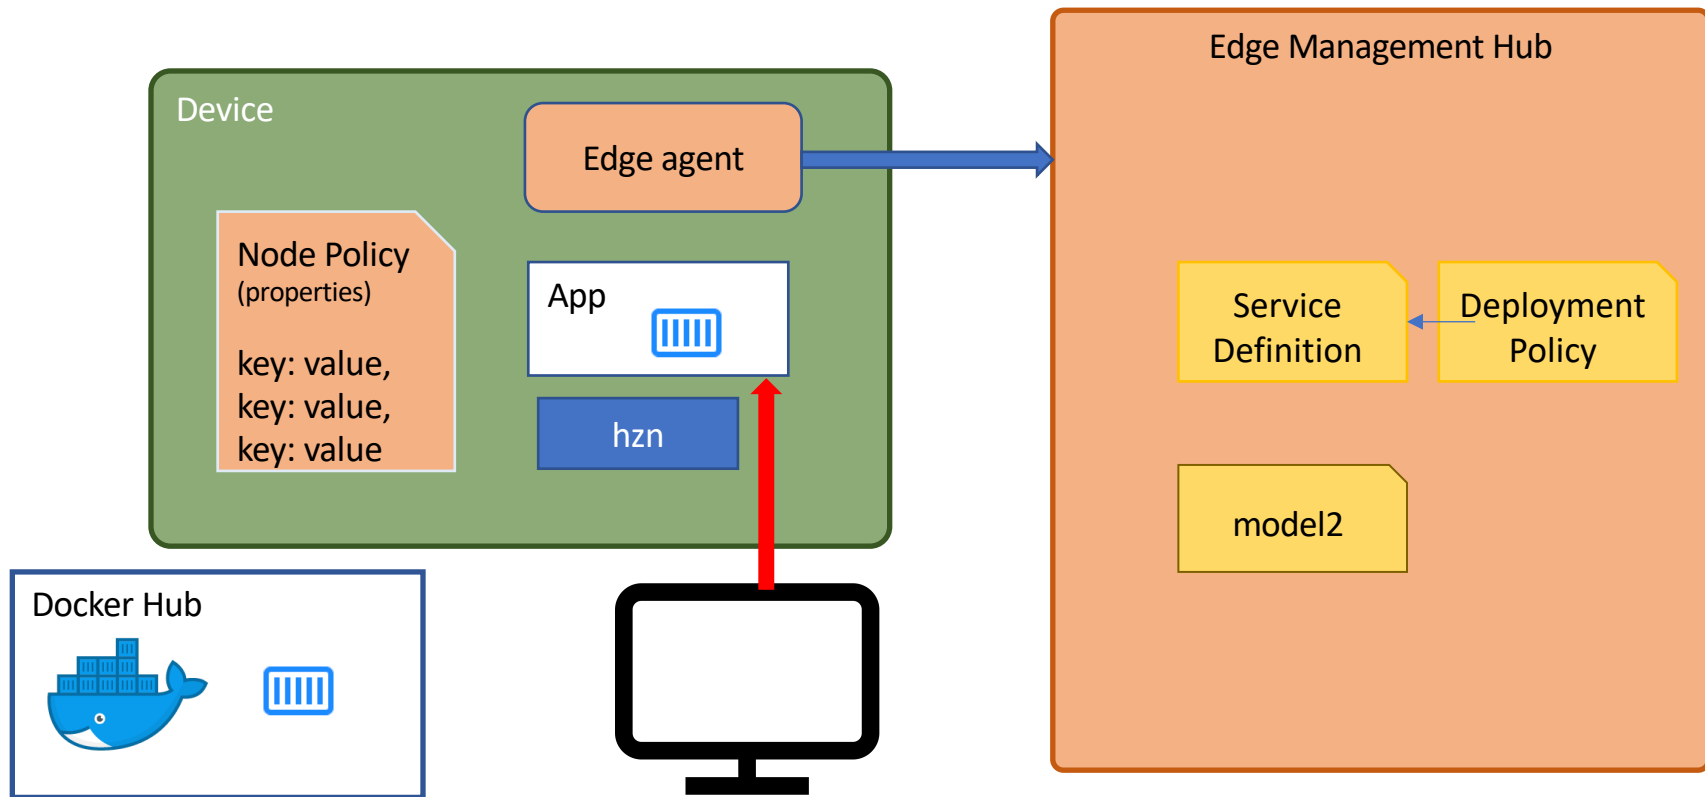 Edge Management Hub
Device
Edge agent
Node Policy
(properties)
key: value,
key: value,
key: value
App
hzn
Service
Definition
Deployment
Policy
model2
Docker Hub